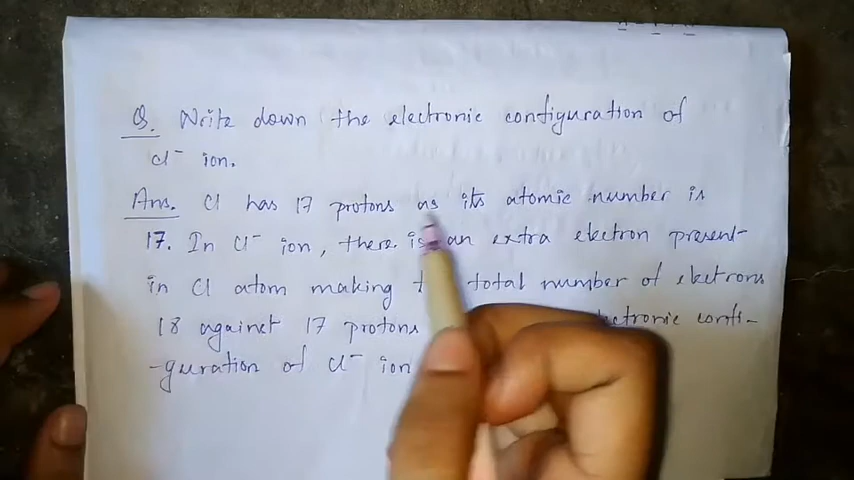 Q. Write down the electronic configuration of
Cl⁻ ion.
Ans. Cl has 17 protons as its atomic number is
17. In Cl⁻ ion, there is an extra electron present
in Cl atom making total number of electrons
18 against 17 protons electronic confi-
-guration of Cl⁻ ion